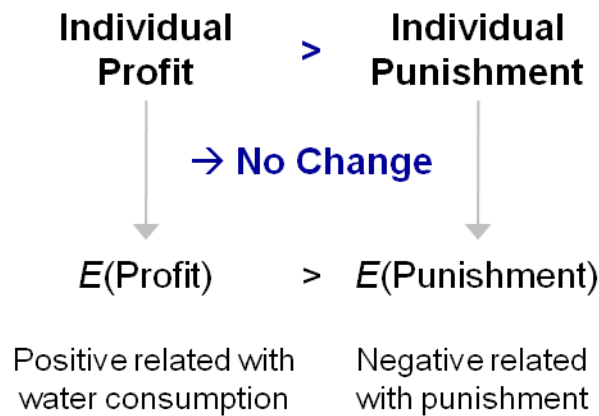 Individual Profit > Individual Punishment
→ No Change
E(Profit) > E(Punishment)
Positive related with water consumption
Negative related with punishment